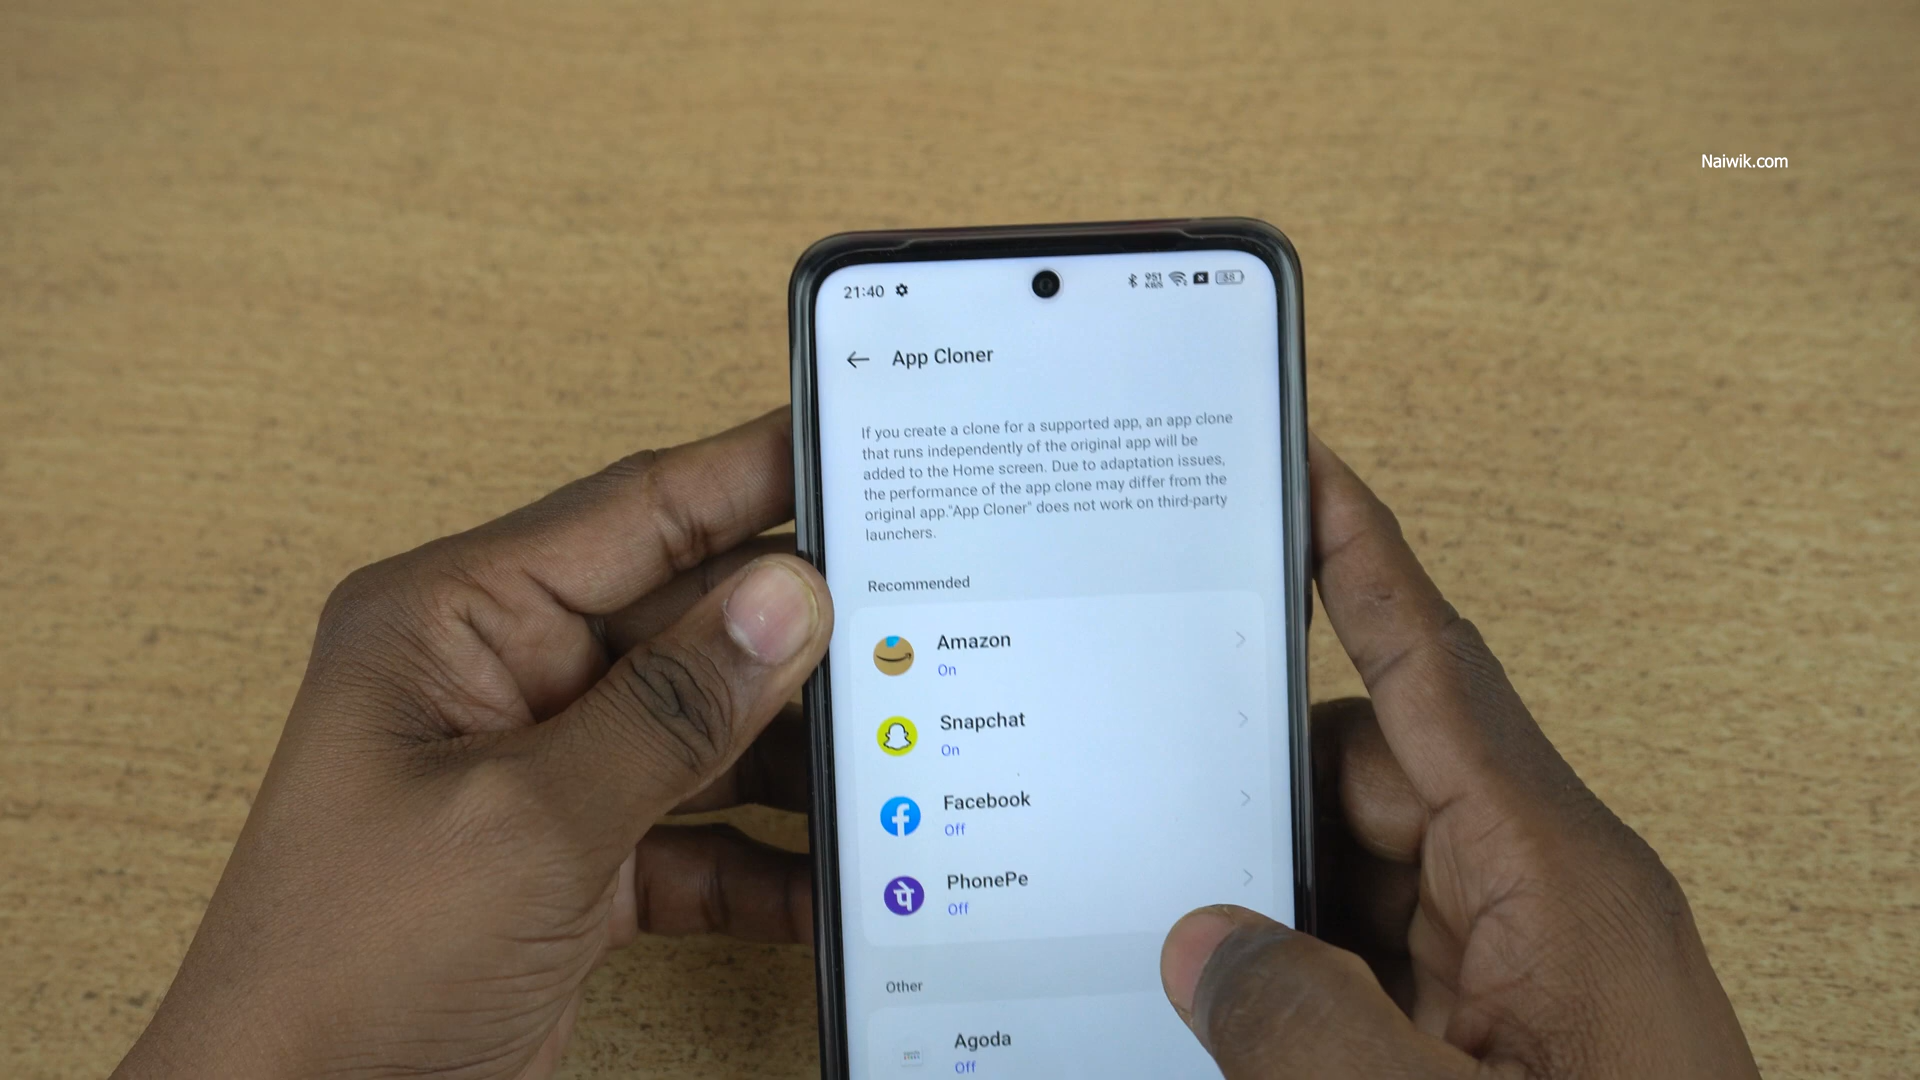 Naiwik.com
21:40
951
KB/S
App Cloner
If you create a clone for a supported app, an app clone
that runs independently of the original app will be
added to the Home screen. Due to adaptation issues,
the performance of the app clone may differ from the
original app."App Cloner" does not work on third-party
launchers.
Recommended
Amazon
On
Snapchat
On
Facebook
Off
PhonePe
पे
Off
Other
Agoda
Off